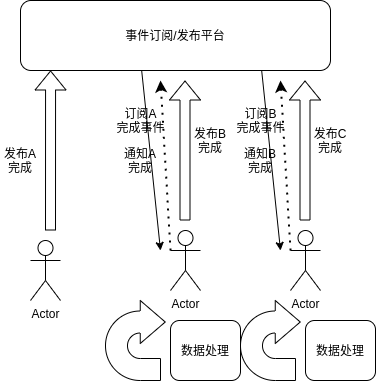 事件订阅/发布平台
订阅A
完成事件
通知A
完成
订阅B
完成事件
通知B
完成
发布A
完成
发布B
完成
发布C
完成
Actor
Actor
Actor
数据处理
数据处理